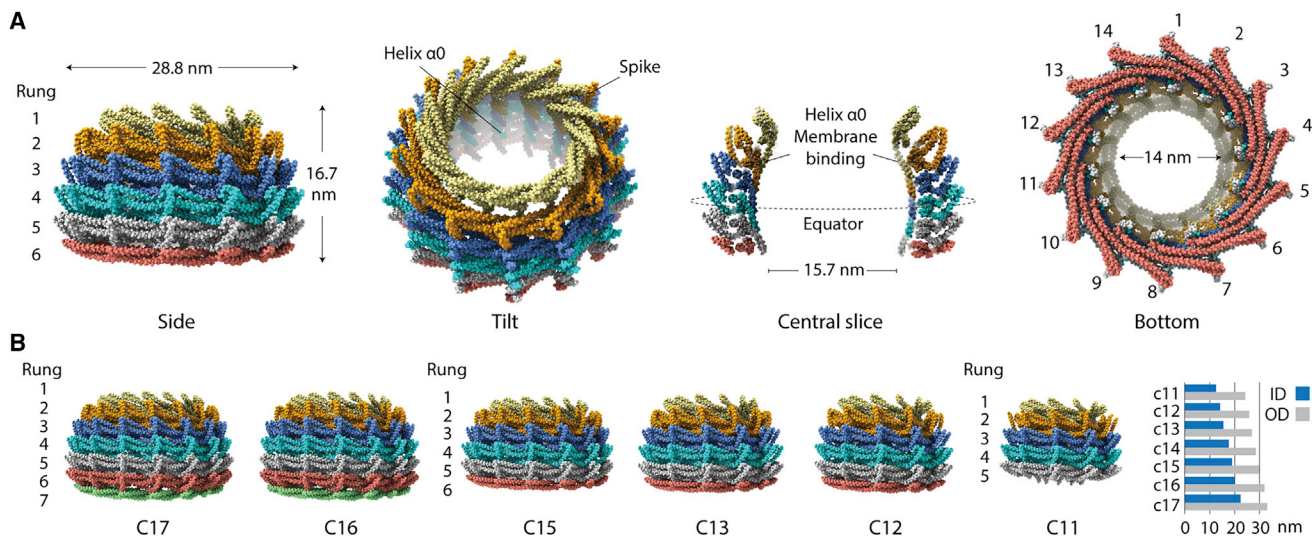 A
28.8 nm
Rung
1
2
3
4
5
6
16.7
nm
Side
Helix α0
Spike
Tilt
Helix α0
Membrane
binding
Equator
15.7 nm
Central slice
1
2
3
4
5
6
7
8
9
10
11
12
13
14
14 nm
Bottom
B
Rung
1
2
3
4
5
6
7
C17
C16
Rung
1
2
3
4
5
6
C15
C13
C12
Rung
1
2
3
4
5
C11
c11
c12
c13
c14
c15
c16
c17
0 10 20 30 nm
ID
OD